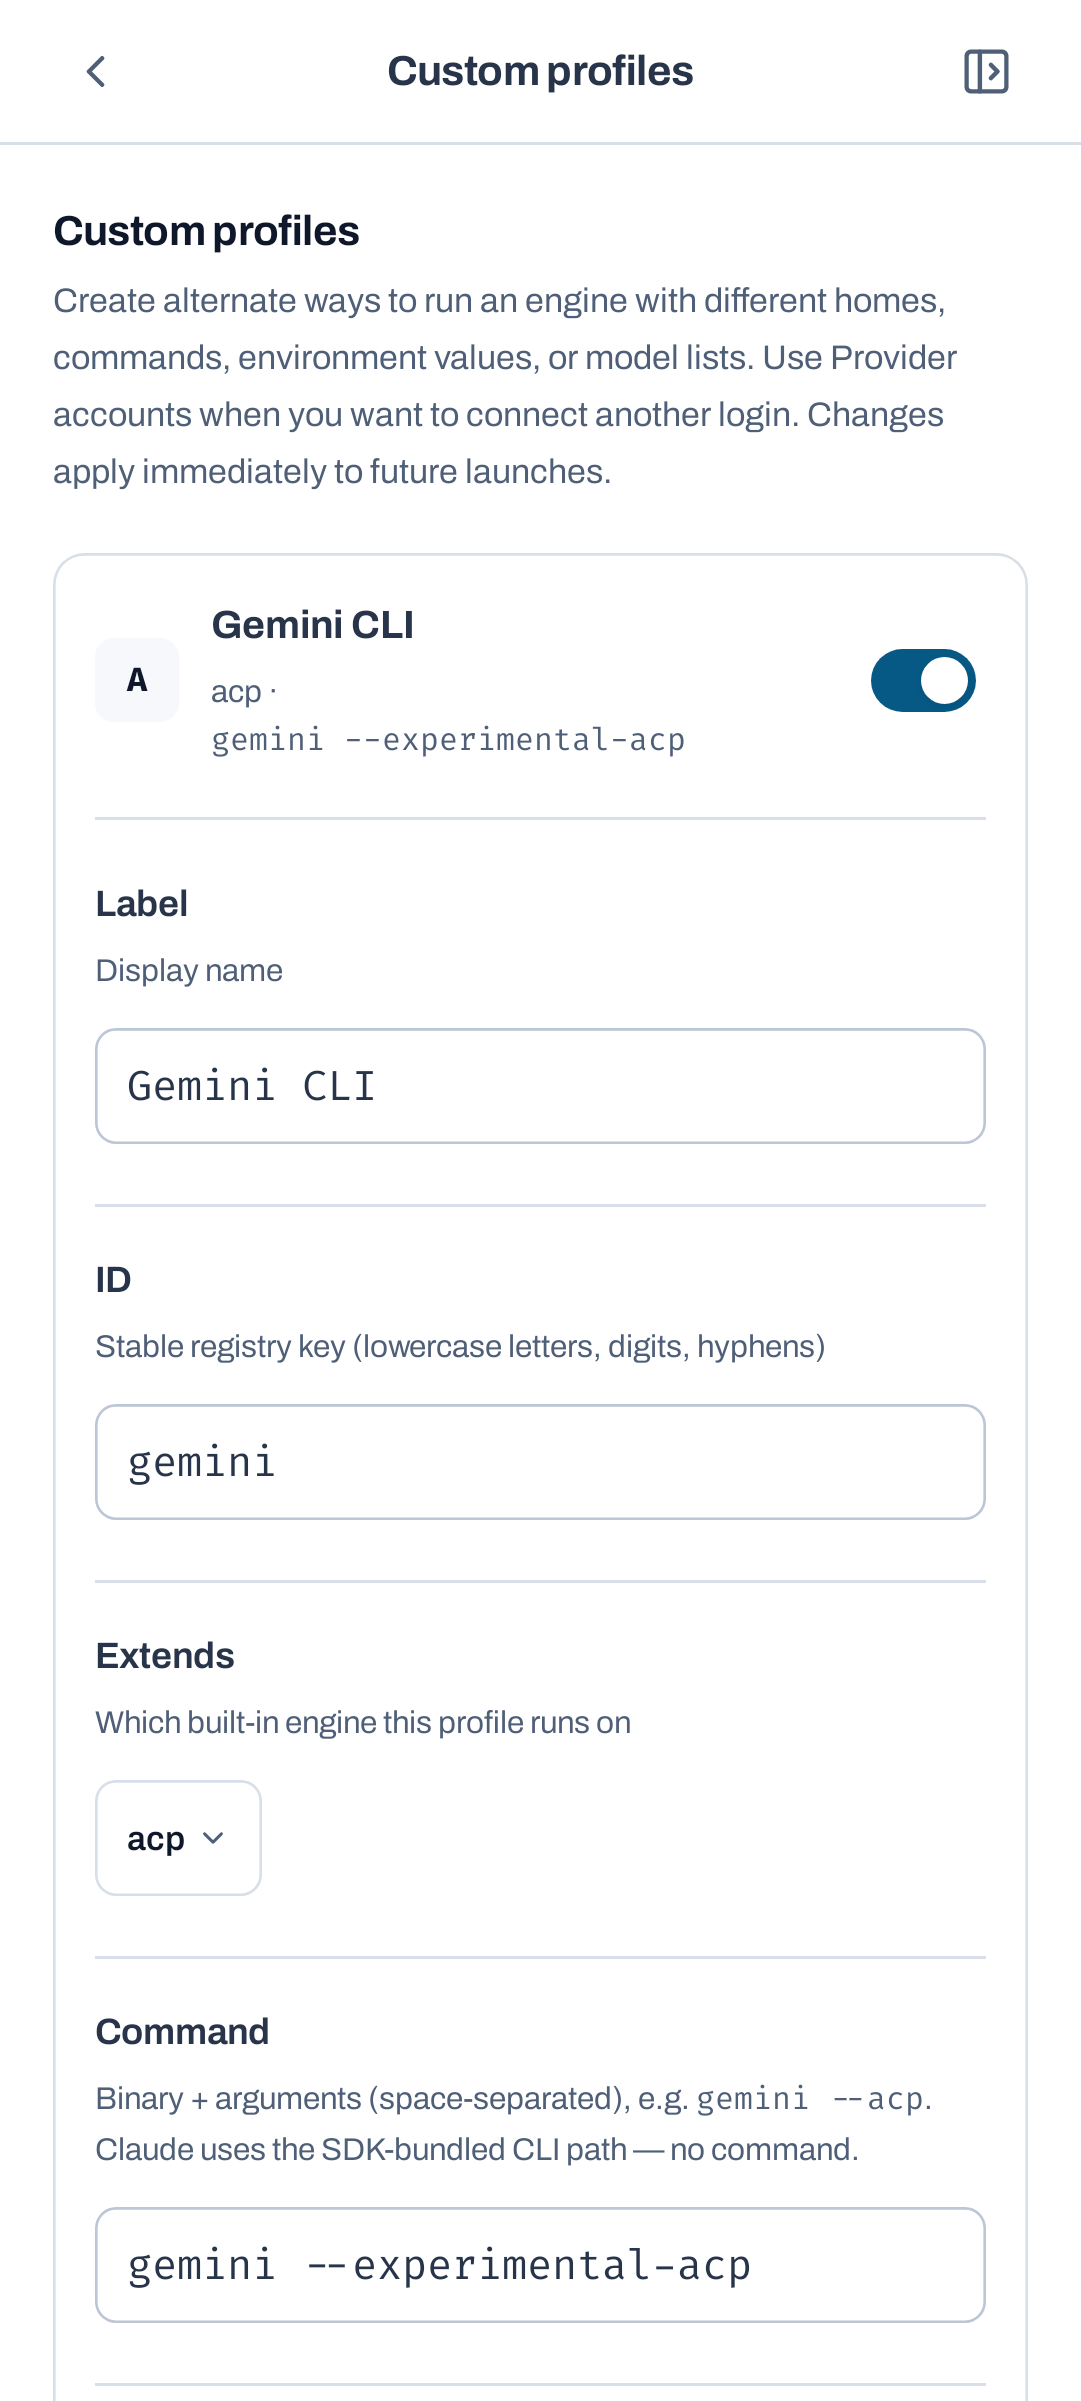 Custom profiles
Custom profiles
Create alternate ways to run an engine with different homes,
commands, environment values, or model lists. Use Provider
accounts when you want to connect another login. Changes
apply immediately to future launches.
A
Gemini CLI
acp ·
gemini --experimental-acp
Label
Display name
Gemini CLI
ID
Stable registry key (lowercase letters, digits, hyphens)
gemini
Extends
Which built-in engine this profile runs on
acp
Command
Binary + arguments (space-separated), e.g. gemini --acp.
Claude uses the SDK-bundled CLI path — no command.
gemini --experimental-acp